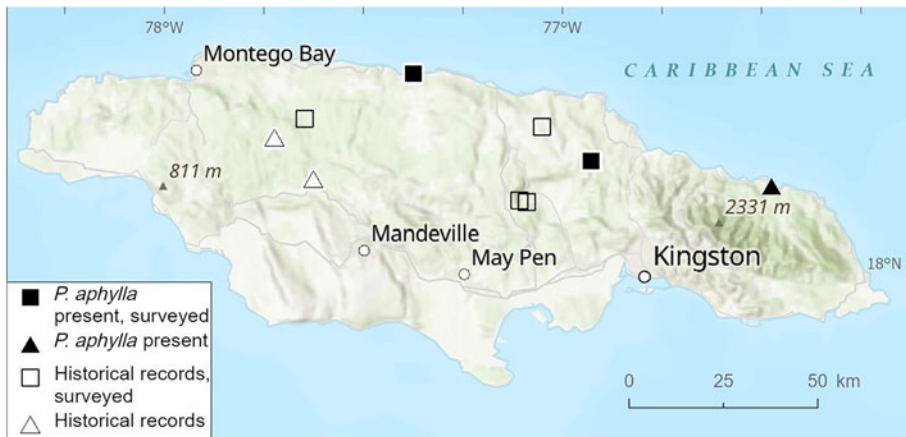 78°W
77°W
Montego Bay
CARIBBEAN SEA
811 m
2331 m
Mandeville
May Pen
Kingston
18°N
P. aphylla
present, surveyed
P. aphylla present
Historical records,
surveyed
Historical records
0 25 50 km